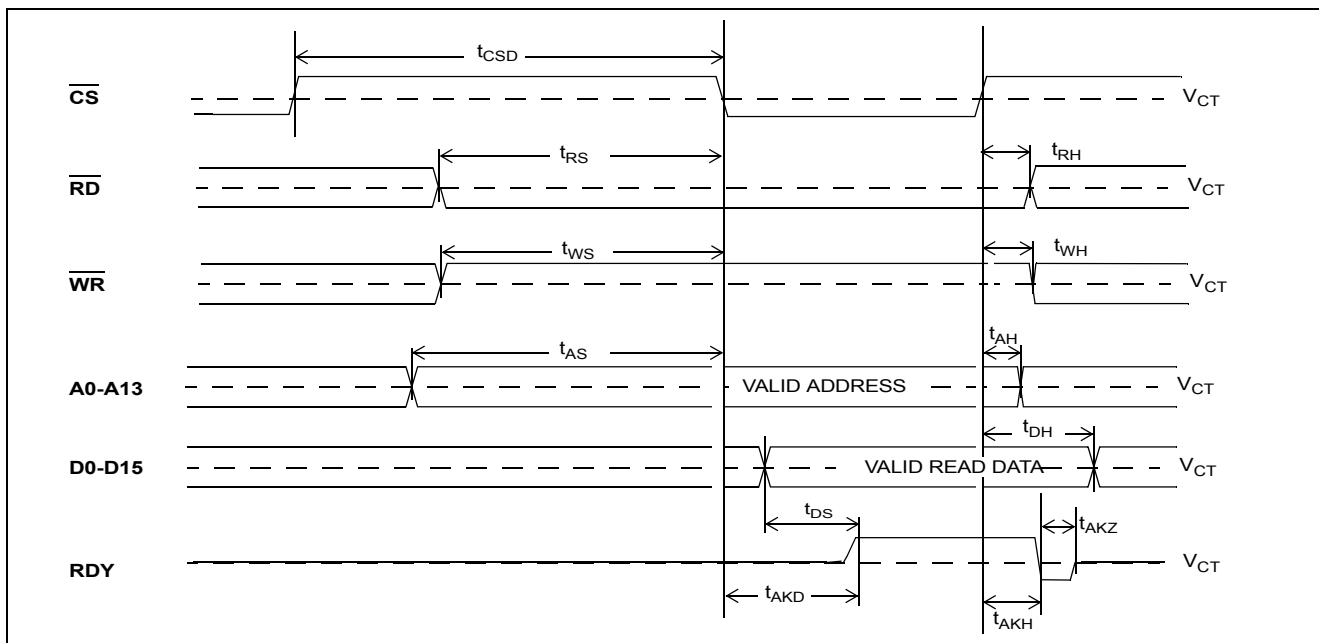 tCSD
CS VCT
tRS tRH
RD VCT
tWS tWH
WR VCT
tAS tAH
A0-A13 VALID ADDRESS VCT
tDH
D0-D15 VALID READ DATA VCT
tDS tAKZ
RDY VCT
tAKD tAKH